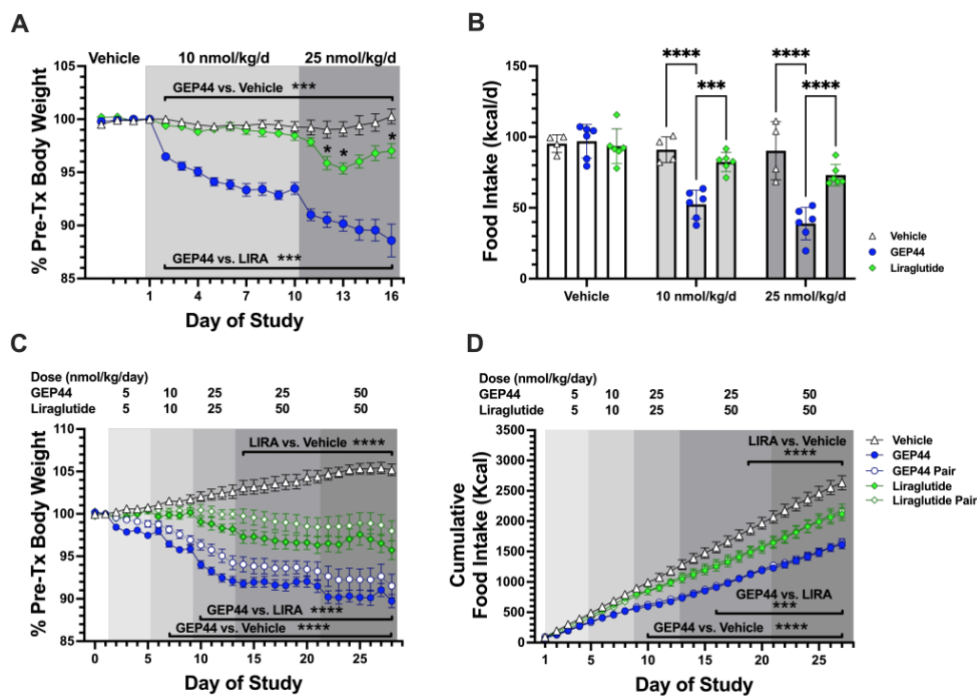 A
Vehicle 10 nmol/kg/d 25 nmol/kg/d
105
100
95
90
85
% Pre-Tx Body Weight
GEP44 vs. Vehicle ***
* * *
GEP44 vs. LIRA ***
1 4 7 10 13 16
Day of Study
B
150
100
50
0
Food Intake (kcal/d)
**** ****
*** ****
Vehicle 10 nmol/kg/d 25 nmol/kg/d
Vehicle
GEP44
Liraglutide
C
Dose (nmol/kg/day)
GEP44 5 10 25 25 50
Liraglutide 5 10 25 50 50
110
105
100
95
90
85
% Pre-Tx Body Weight
LIRA vs. Vehicle ****
GEP44 vs. LIRA ****
GEP44 vs. Vehicle ****
0 5 10 15 20 25
Day of Study
D
Dose (nmol/kg/day)
GEP44 5 10 25 25 50
Liraglutide 5 10 25 50 50
3000
2500
2000
1500
1000
500
0
Cumulative
Food Intake (Kcal)
LIRA vs. Vehicle
****
GEP44 vs. LIRA
***
GEP44 vs. Vehicle ****
1 5 10 15 20 25
Day of Study
Vehicle
GEP44
GEP44 Pair
Liraglutide
Liraglutide Pair